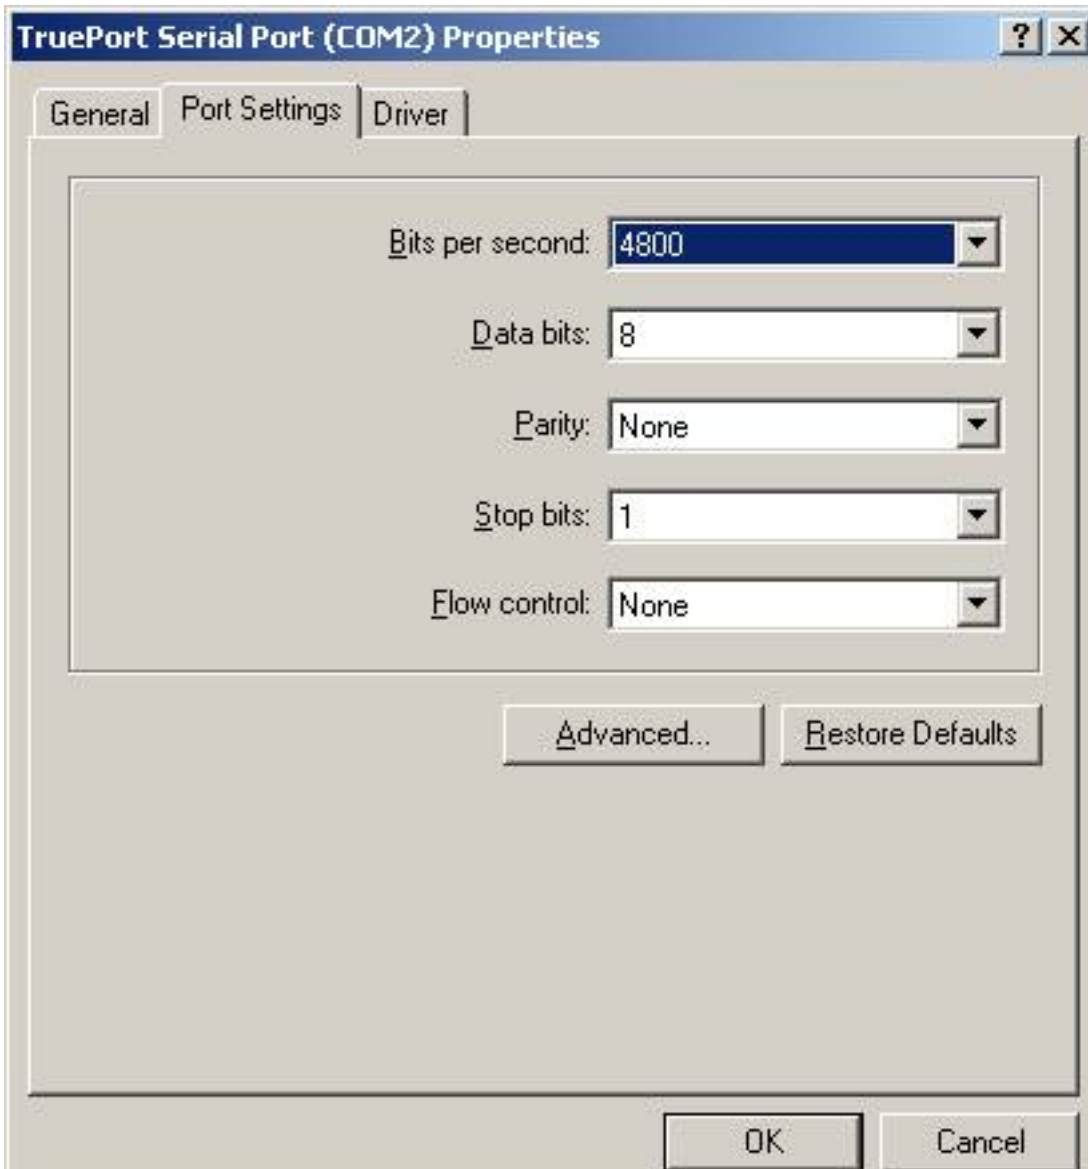 TruePort Serial Port (COM2) Properties
General Port Settings Driver
Bits per second: 4800
Data bits: 8
Parity: None
Stop bits: 1
Flow control: None
Advanced... Restore Defaults
OK Cancel